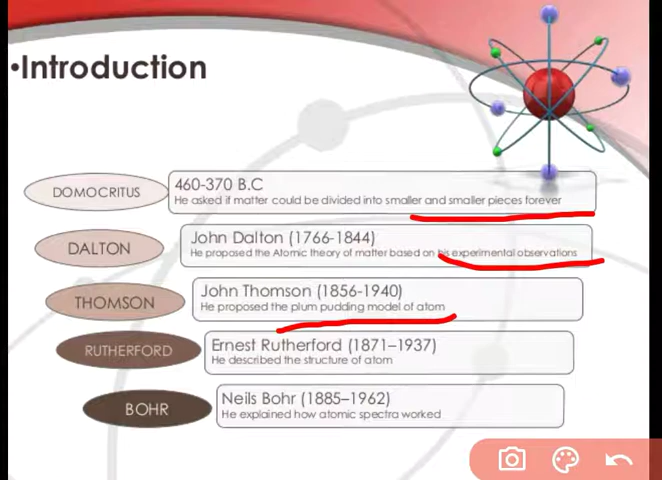 •Introduction
DOMOCRITUS
460-370 B.C
He asked if matter could be divided into smaller and smaller pieces forever
DALTON
John Dalton (1766-1844)
He proposed the Atomic theory of matter based on his experimental observations
THOMSON
John Thomson (1856-1940)
He proposed the plum pudding model of atom
RUTHERFORD
Ernest Rutherford (1871–1937)
He described the structure of atom
BOHR
Neils Bohr (1885–1962)
He explained how atomic spectra worked